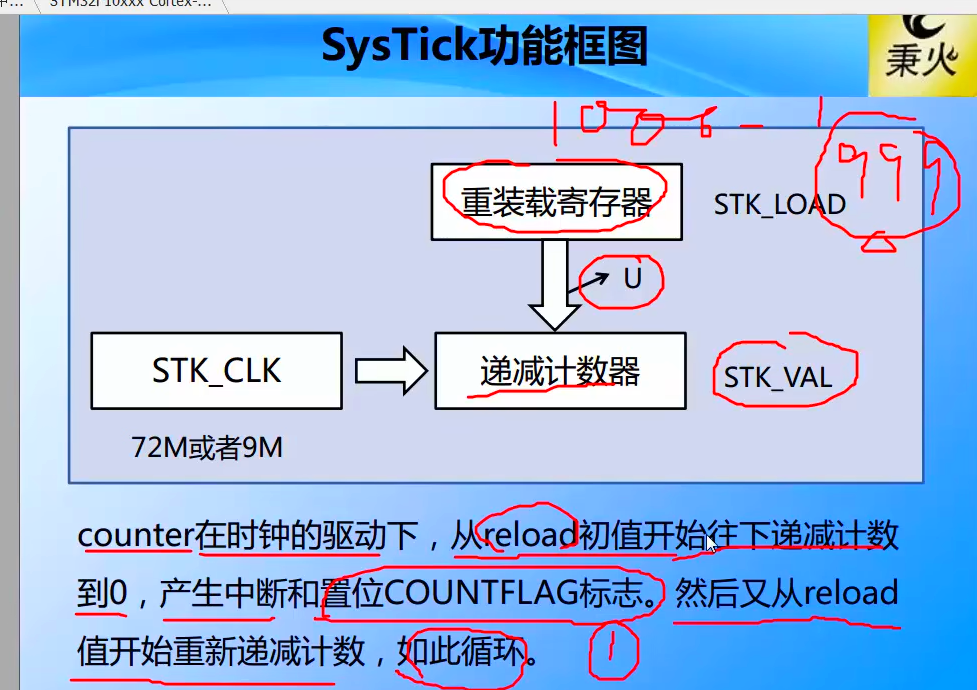 STM32F10xxx Cortex-...
SysTick功能框图
秉火
1000 - 1
999
重装载寄存器
STK_LOAD
U
STK_CLK
递减计数器
STK_VAL
72M或者9M
counter在时钟的驱动下，从reload初值开始往下递减计数
到0，产生中断和置位COUNTFLAG标志。然后又从reload
值开始重新递减计数，如此循环。
1